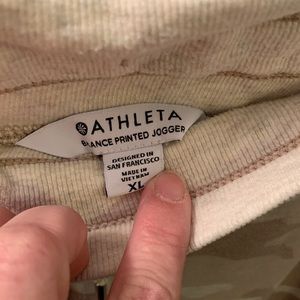 ATHLETA
BALANCE PRINTED JOGGER
DESIGNED IN
SAN FRANCISCO
MADE IN
VIETNAM
XL